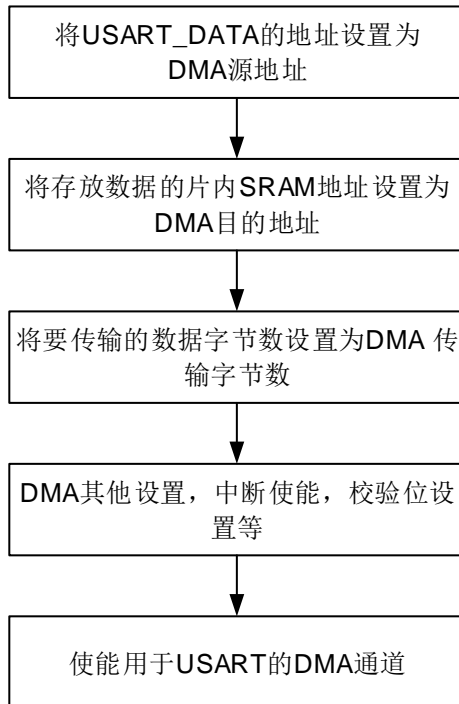 将USART_DATA的地址设置为
DMA源地址
将存放数据的片内SRAM地址设置为
DMA目的地址
将要传输的数据字节数设置为DMA 传
输字节数
DMA其他设置，中断使能，校验位设
置等
使能用于USART的DMA通道